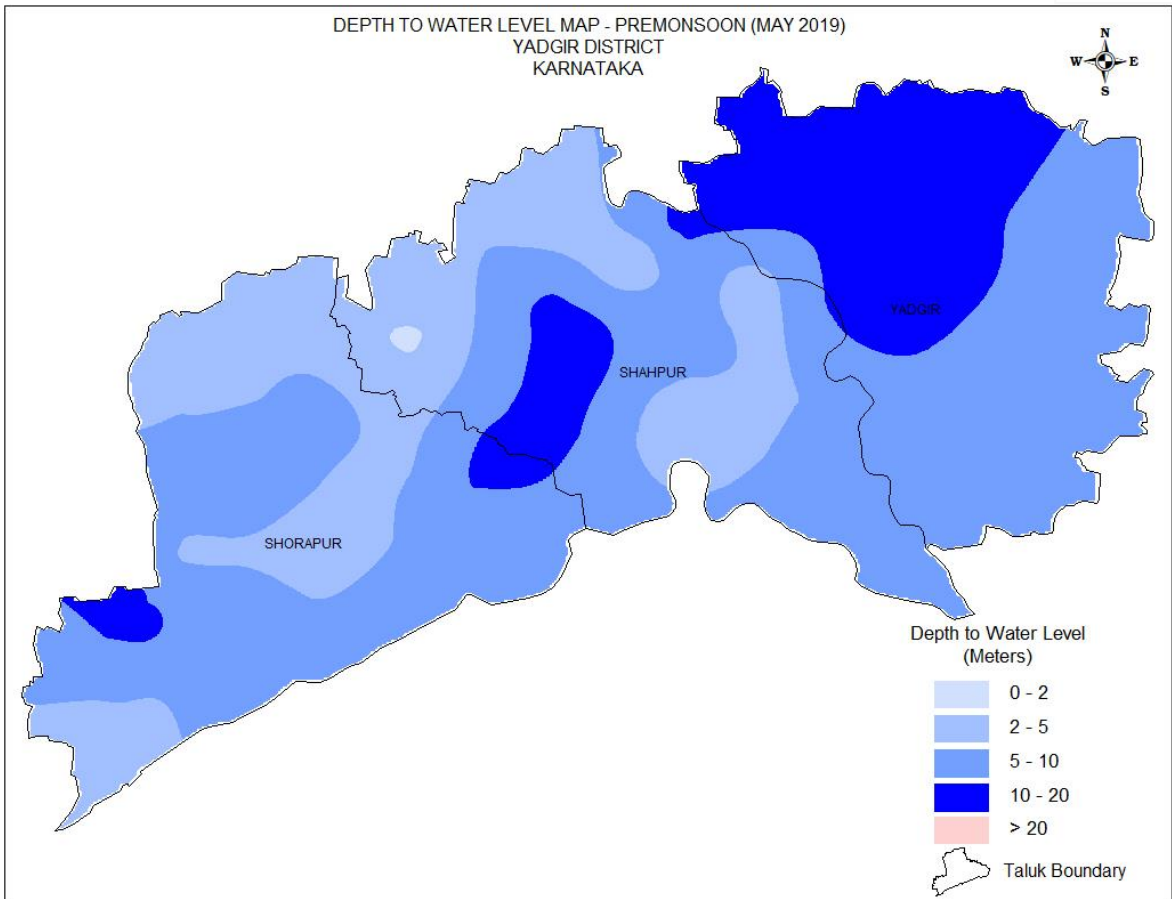 DEPTH TO WATER LEVEL MAP - PREMONSOON (MAY 2019)
YADGIR DISTRICT
KARNATAKA
N
W E
S
YADGIR
SHAHPUR
SHORAPUR
Depth to Water Level
(Meters)
0 - 2
2 - 5
5 - 10
10 - 20
> 20
Taluk Boundary